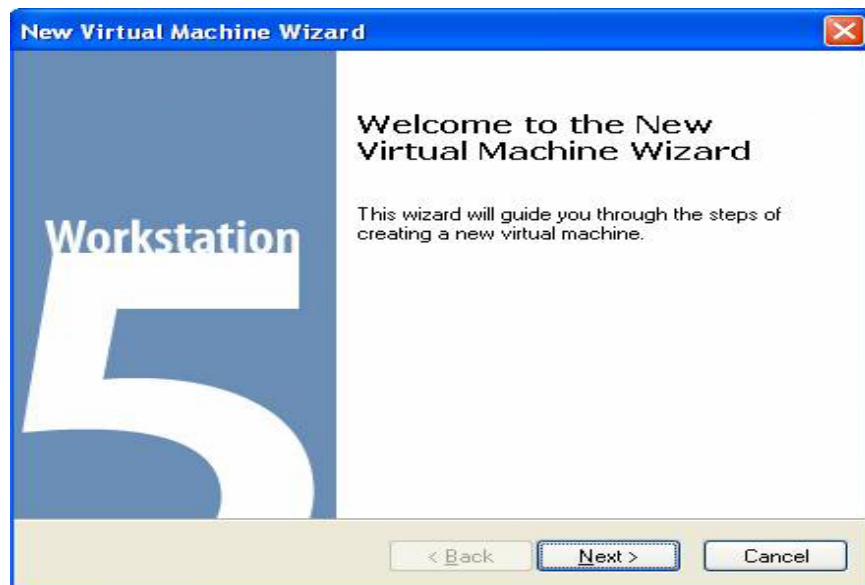 New Virtual Machine Wizard
Welcome to the New
Virtual Machine Wizard
This wizard will guide you through the steps of
creating a new virtual machine.
Workstation
5
< Back
Next >
Cancel